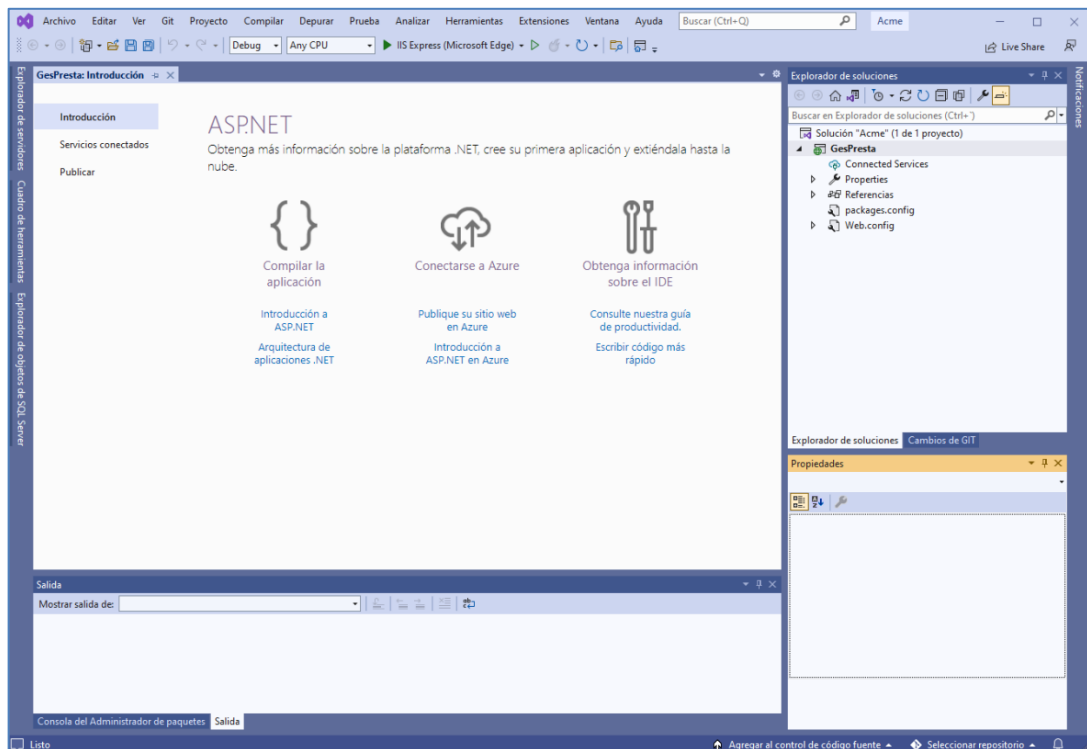 Archivo Editar Ver Git Proyecto Compilar Depurar Prueba Analizar Herramientas Extensiones Ventana Ayuda Buscar (Ctrl+Q) Acme
Debug Any CPU IIS Express (Microsoft Edge) Live Share
Explorador de servidores
Cuadro de herramientas
Explorador de objetos de SQL Server
GesPresta: Introducción
Introducción
Servicios conectados
Publicar
ASP.NET
Obtenga más información sobre la plataforma .NET, cree su primera aplicación y extiéndala hasta la
nube.
Compilar la
aplicación
Introducción a
ASP.NET
Arquitectura de
aplicaciones .NET
Conectarse a Azure
Publique su sitio web
en Azure
Introducción a
ASP.NET en Azure
Obtenga información
sobre el IDE
Consulte nuestra guía
de productividad.
Escribir código más
rápido
Salida
Mostrar salida de:
Consola del Administrador de paquetes Salida
Explorador de soluciones
Buscar en Explorador de soluciones (Ctrl+´)
Solución "Acme" (1 de 1 proyecto)
GesPresta
Connected Services
Properties
Referencias
packages.config
Web.config
Explorador de soluciones Cambios de GIT
Propiedades
Notificaciones
Listo Agregar al control de código fuente Seleccionar repositorio